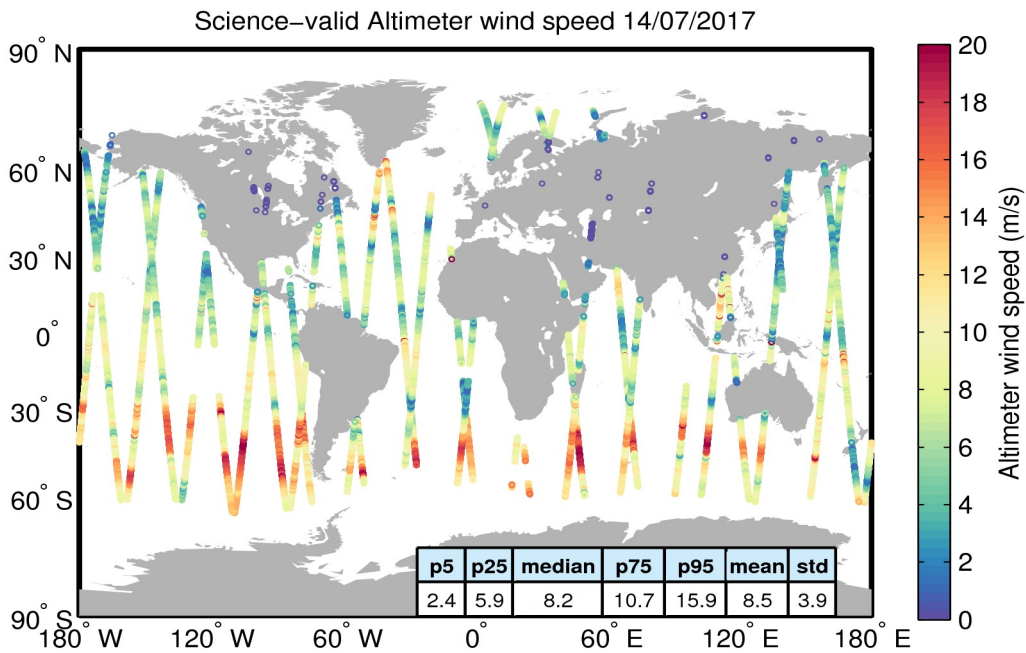 Science−valid Altimeter wind speed 14/07/2017
90° N
60° N
30° N
0°
30° S
60° S
90° S
180° W
120° W
60° W
0°
60° E
120° E
180° E
p5 p25 median p75 p95 mean std
2.4 5.9 8.2 10.7 15.9 8.5 3.9
20
18
16
14
12
10
8
6
4
2
0
Altimeter wind speed (m/s)